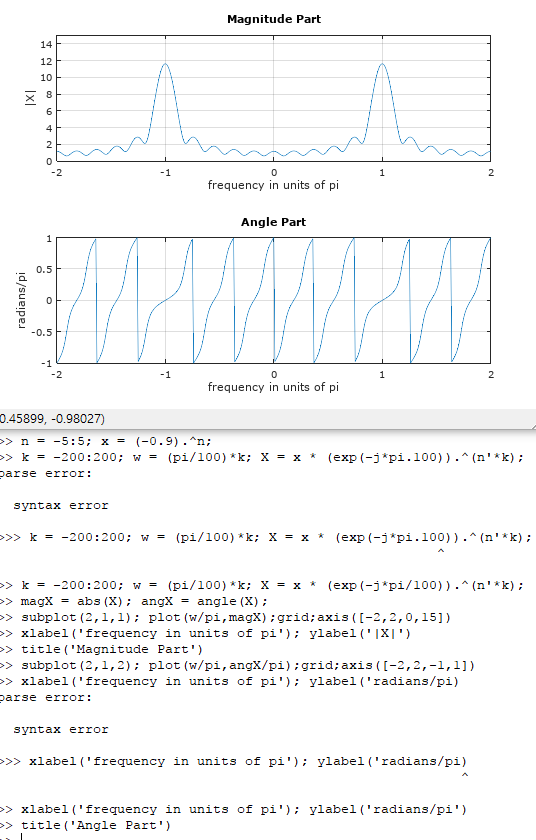 Magnitude Part
14
12
10
8
6
4
2
0
|X|
-2 -1 0 1 2
frequency in units of pi
Angle Part
1
0.5
0
-0.5
-1
radians/pi
-2 -1 0 1 2
frequency in units of pi
0.45899, -0.98027)
>> n = -5:5; x = (-0.9).^n;
>> k = -200:200; w = (pi/100)*k; X = x * (exp(-j*pi.100)).^(n'*k);
parse error:
syntax error
>>> k = -200:200; w = (pi/100)*k; X = x * (exp(-j*pi.100)).^(n'*k);
^
>> k = -200:200; w = (pi/100)*k; X = x * (exp(-j*pi/100)).^(n'*k);
>> magX = abs(X); angX = angle(X);
>> subplot(2,1,1); plot(w/pi,magX);grid;axis([-2,2,0,15])
>> xlabel('frequency in units of pi'); ylabel('|X|')
>> title('Magnitude Part')
>> subplot(2,1,2); plot(w/pi,angX/pi);grid;axis([-2,2,-1,1])
>> xlabel('frequency in units of pi'); ylabel('radians/pi)
parse error:
syntax error
>>> xlabel('frequency in units of pi'); ylabel('radians/pi)
^
>> xlabel('frequency in units of pi'); ylabel('radians/pi')
>> title('Angle Part')
>>